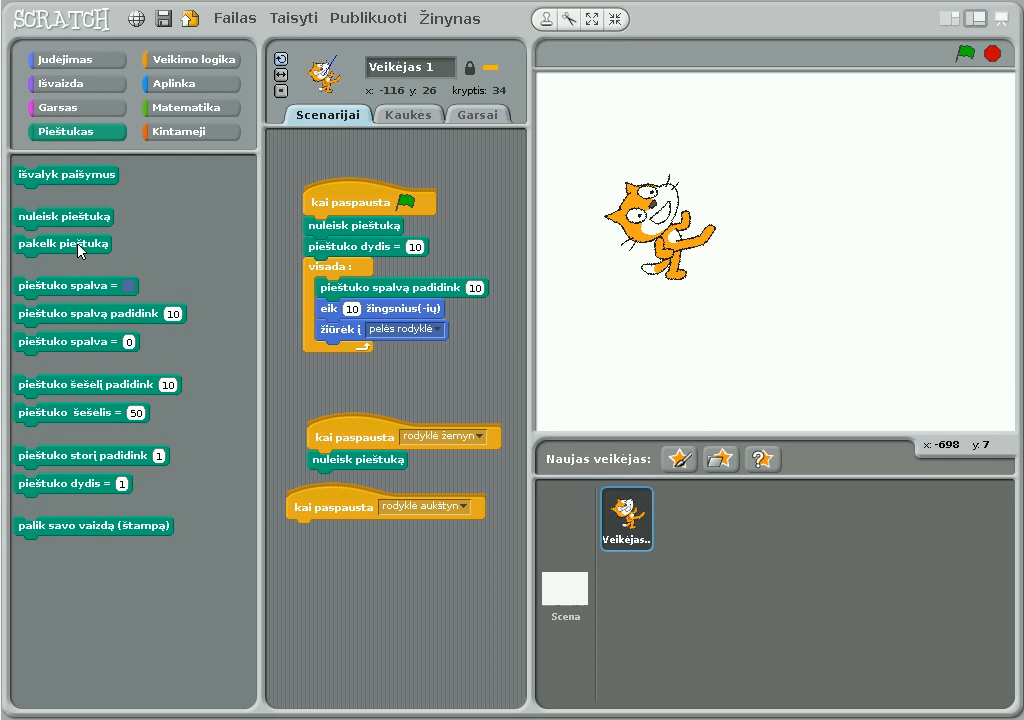 SCRATCH Failas Taisyti Publikuoti Žinynas
Judėjimas Veikimo logika
Išvaizda Aplinka
Garsas Matematika
Pieštukas Kintameji
išvalyk paišymus
nuleisk pieštuką
pakelk pieštuką
pieštuko spalva =
pieštuko spalvą padidink 10
pieštuko spalva = 0
pieštuko šešėlį padidink 10
pieštuko šešėlis = 50
pieštuko storį padidink 1
pieštuko dydis = 1
palik savo vaizdą (štampą)
Veikėjas 1
x: -116 y: 26 kryptis: 34
Scenarijai Kaukės Garsai
kai paspausta
nuleisk pieštuką
pieštuko dydis = 10
visada :
pieštuko spalvą padidink 10
eik 10 žingsnius(-ių)
žiūrėk į pelės rodyklė
kai paspausta rodyklė žemyn
nuleisk pieštuką
kai paspausta rodyklė aukštyn
x: -698 y: 7
Naujas veikėjas:
Veikėjas..
Scena